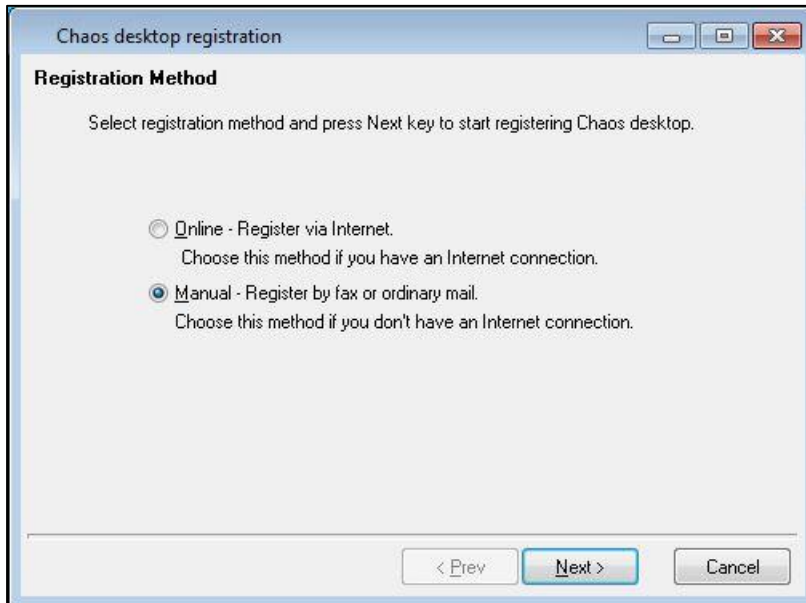 Chaos desktop registration
Registration Method
Select registration method and press Next key to start registering Chaos desktop.
Online - Register via Internet.
Choose this method if you have an Internet connection.
Manual - Register by fax or ordinary mail.
Choose this method if you don't have an Internet connection.
< Prev Next > Cancel